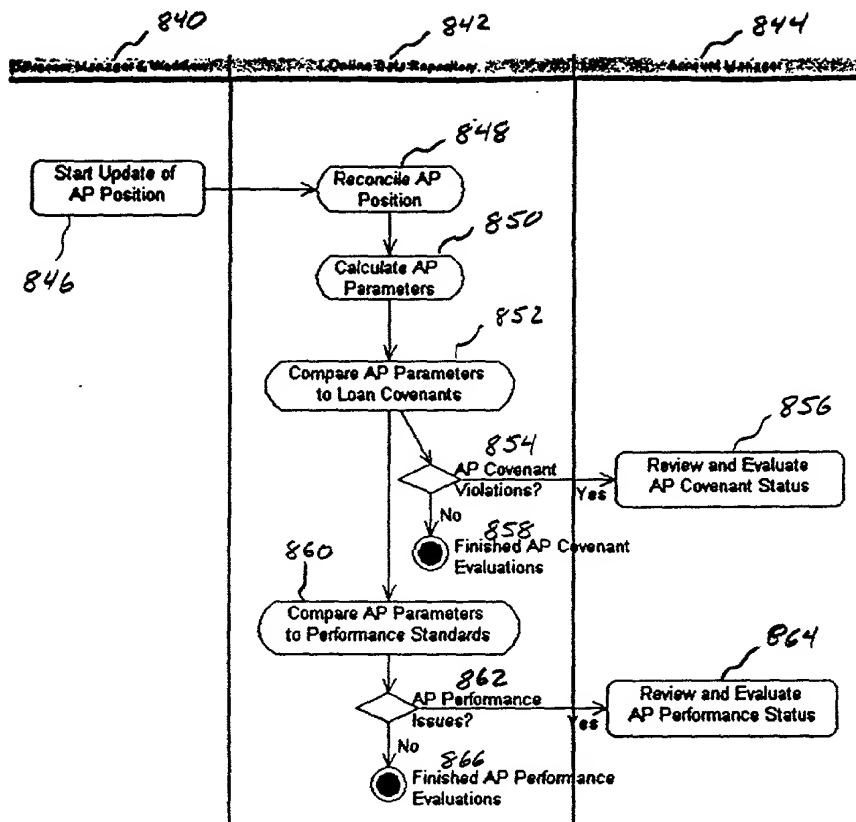 840
842
844
Manager & Workflow
Online Data Repository
Account Manager
848
Start Update of
AP Position
Reconcile AP
Position
846
850
Calculate AP
Parameters
852
Compare AP Parameters
to Loan Covenants
856
854
AP Covenant
Violations?
Yes
Review and Evaluate
AP Covenant Status
No
858
Finished AP Covenant
Evaluations
860
Compare AP Parameters
to Performance Standards
864
862
AP Performance
Issues?
Yes
Review and Evaluate
AP Performance Status
No
866
Finished AP Performance
Evaluations